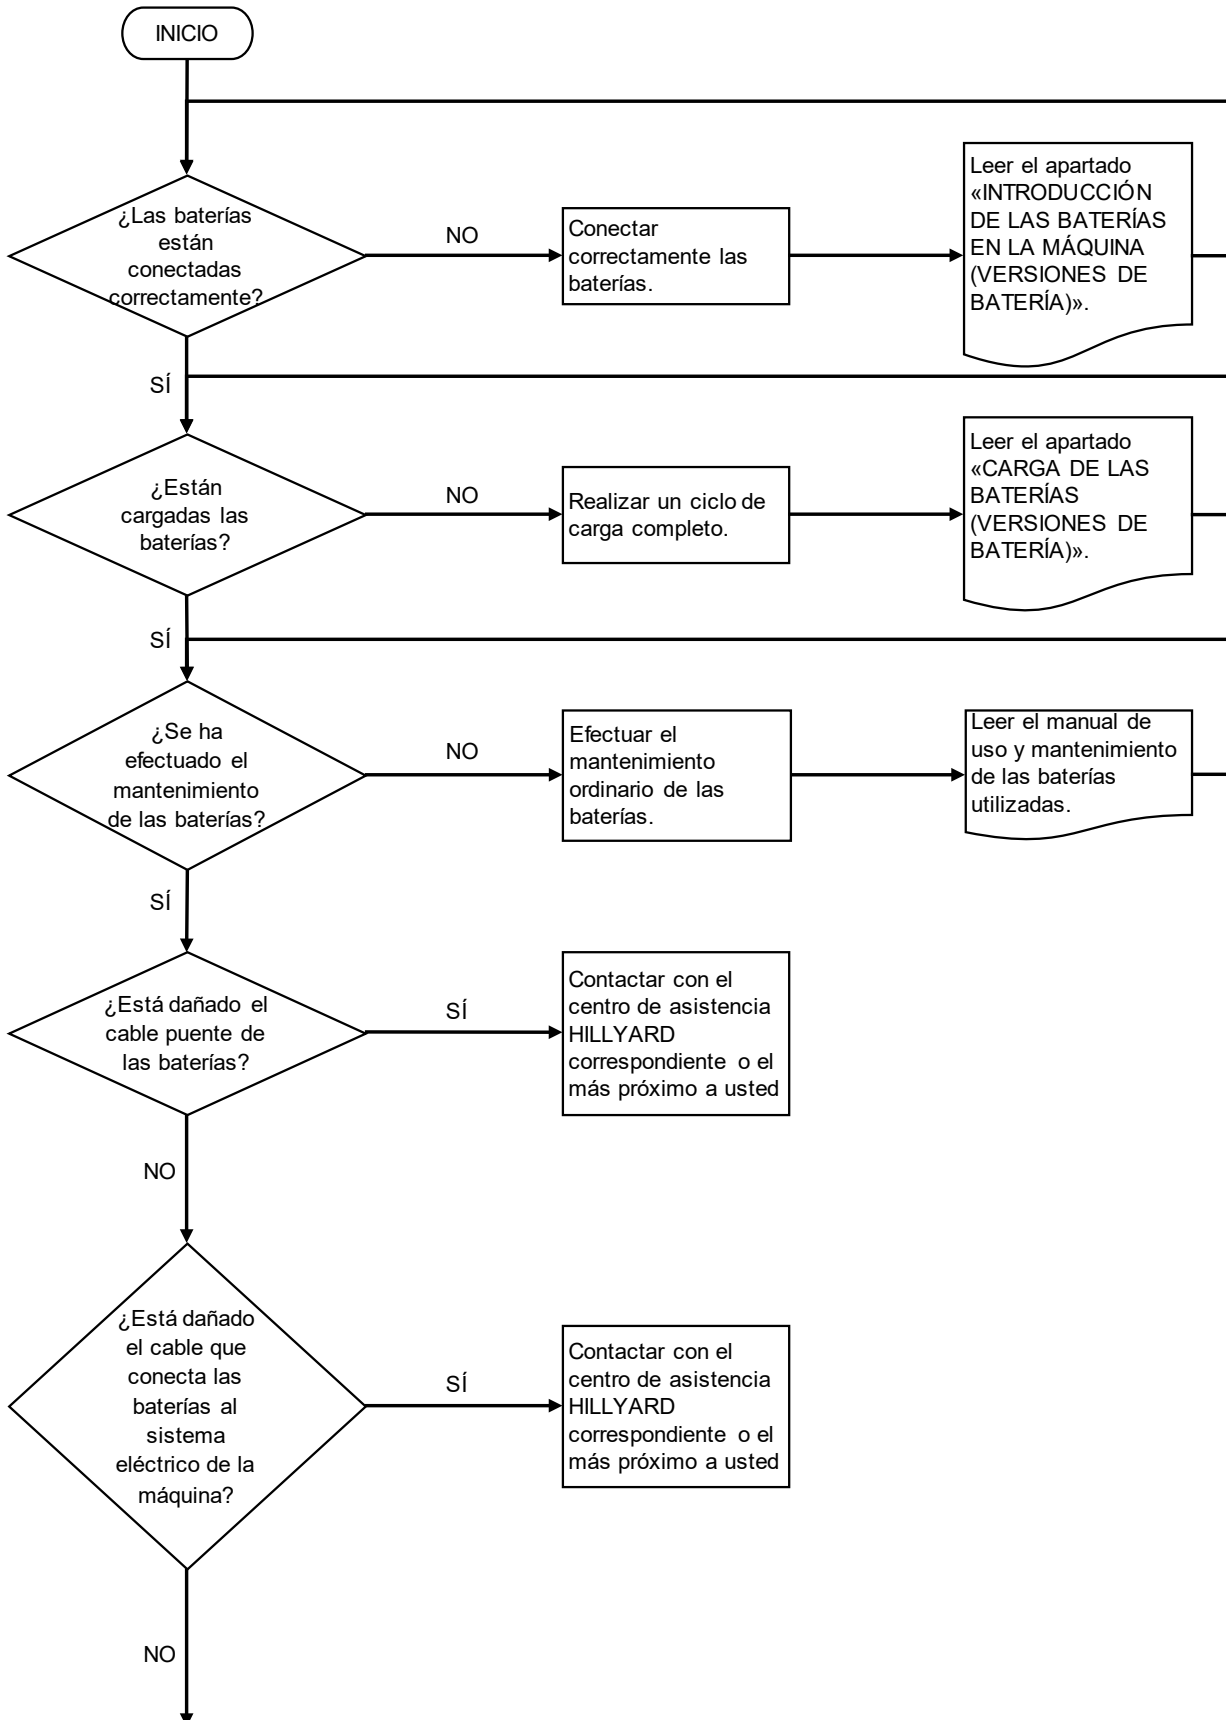 INICIO
¿Las baterías
están
conectadas
correctamente?
NO
Conectar
correctamente las
baterías.
Leer el apartado
«INTRODUCCIÓN
DE LAS BATERÍAS
EN LA MÁQUINA
(VERSIONES DE
BATERÍA)».
SÍ
¿Están
cargadas las
baterías?
NO
Realizar un ciclo de
carga completo.
Leer el apartado
«CARGA DE LAS
BATERÍAS
(VERSIONES DE
BATERÍA)».
SÍ
¿Se ha
efectuado el
mantenimiento
de las baterías?
NO
Efectuar el
mantenimiento
ordinario de las
baterías.
Leer el manual de
uso y mantenimiento
de las baterías
utilizadas.
SÍ
¿Está dañado el
cable puente de
las baterías?
SÍ
Contactar con el
centro de asistencia
HILLYARD
correspondiente o el
más próximo a usted
NO
¿Está dañado
el cable que
conecta las
baterías al
sistema
eléctrico de la
máquina?
SÍ
Contactar con el
centro de asistencia
HILLYARD
correspondiente o el
más próximo a usted
NO